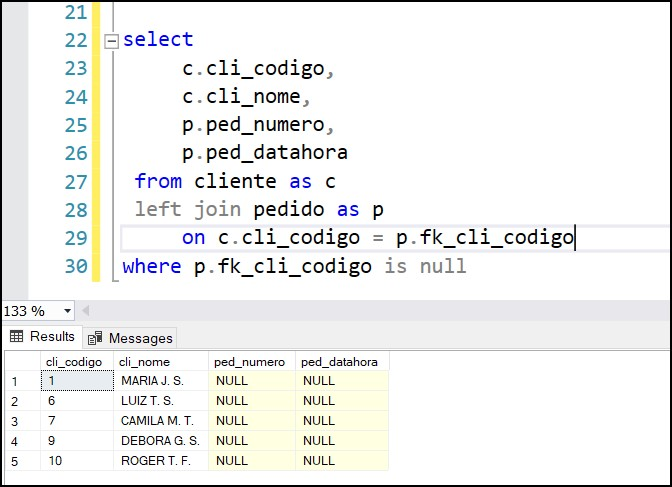 21
22 select
23 c.cli_codigo,
24 c.cli_nome,
25 p.ped_numero,
26 p.ped_datahora
27 from cliente as c
28 left join pedido as p
29 on c.cli_codigo = p.fk_cli_codigo
30 where p.fk_cli_codigo is null
133 %
Results Messages
cli_codigo cli_nome ped_numero ped_datahora
1 1 MARIA J. S. NULL NULL
2 6 LUIZ T. S. NULL NULL
3 7 CAMILA M. T. NULL NULL
4 9 DEBORA G. S. NULL NULL
5 10 ROGER T. F. NULL NULL